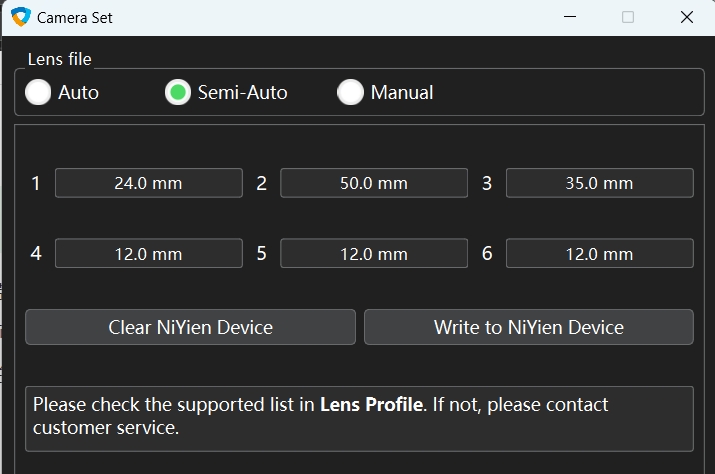 Camera Set
Lens file
Auto Semi-Auto Manual
1 24.0 mm 2 50.0 mm 3 35.0 mm
4 12.0 mm 5 12.0 mm 6 12.0 mm
Clear NiYien Device Write to NiYien Device
Please check the supported list in Lens Profile. If not, please contact
customer service.